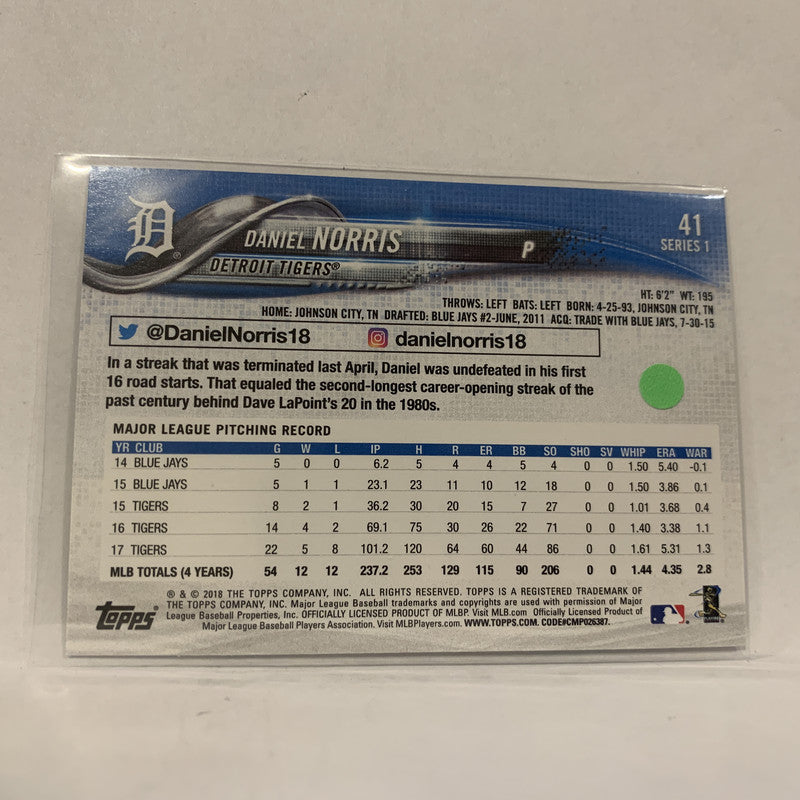 D
DANIEL NORRIS
P
DETROIT TIGERS®
41
SERIES 1
HT: 6'2" WT: 195
THROWS: LEFT BATS: LEFT BORN: 4-25-93, JOHNSON CITY, TN
HOME: JOHNSON CITY, TN DRAFTED: BLUE JAYS #2-JUNE, 2011 ACQ: TRADE WITH BLUE JAYS, 7-30-15
@DanielNorris18 danielnorris18
In a streak that was terminated last April, Daniel was undefeated in his first
16 road starts. That equaled the second-longest career-opening streak of the
past century behind Dave LaPoint's 20 in the 1980s.
MAJOR LEAGUE PITCHING RECORD
YR CLUB G W L IP H R ER BB SO SHO SV WHIP ERA WAR
14 BLUE JAYS 5 0 0 6.2 5 4 4 5 4 0 0 1.50 5.40 -0.1
15 BLUE JAYS 5 1 1 23.1 23 11 10 12 18 0 0 1.50 3.86 0.1
15 TIGERS 8 2 1 36.2 30 20 15 7 27 0 0 1.01 3.68 0.4
16 TIGERS 14 4 2 69.1 75 30 26 22 71 0 0 1.40 3.38 1.1
17 TIGERS 22 5 8 101.2 120 64 60 44 86 0 0 1.61 5.31 1.3
MLB TOTALS (4 YEARS) 54 12 12 237.2 253 129 115 90 206 0 0 1.44 4.35 2.8
® & © 2018 THE TOPPS COMPANY, INC. ALL RIGHTS RESERVED. TOPPS IS A REGISTERED TRADEMARK OF
THE TOPPS COMPANY, INC. Major League Baseball trademarks and copyrights are used with permission of Major
League Baseball Properties, Inc. OFFICIALLY LICENSED PRODUCT OF MLBP. Visit MLB.com Officially Licensed Product of
Major League Baseball Players Association. Visit MLBPlayers.com. WWW.TOPPS.COM. CODE#CMP026387.
Topps